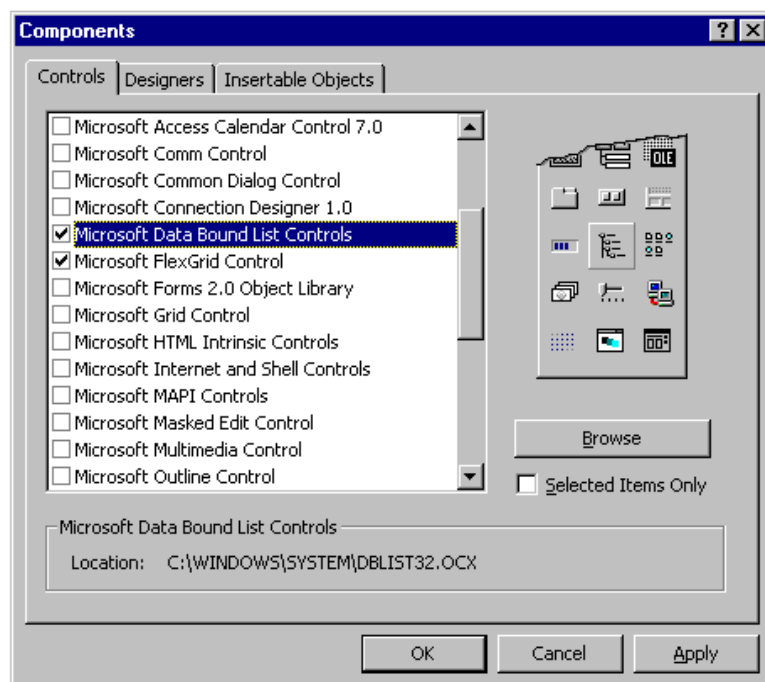 Components
Controls
Designers
Insertable Objects
Microsoft Access Calendar Control 7.0
Microsoft Comm Control
Microsoft Common Dialog Control
Microsoft Connection Designer 1.0
Microsoft Data Bound List Controls
Microsoft FlexGrid Control
Microsoft Forms 2.0 Object Library
Microsoft Grid Control
Microsoft HTML Intrinsic Controls
Microsoft Internet and Shell Controls
Microsoft MAPI Controls
Microsoft Masked Edit Control
Microsoft Multimedia Control
Microsoft Outline Control
OLE
Browse
Selected Items Only
Microsoft Data Bound List Controls
Location: C:\WINDOWS\SYSTEM\DBLIST32.OCX
OK
Cancel
Apply